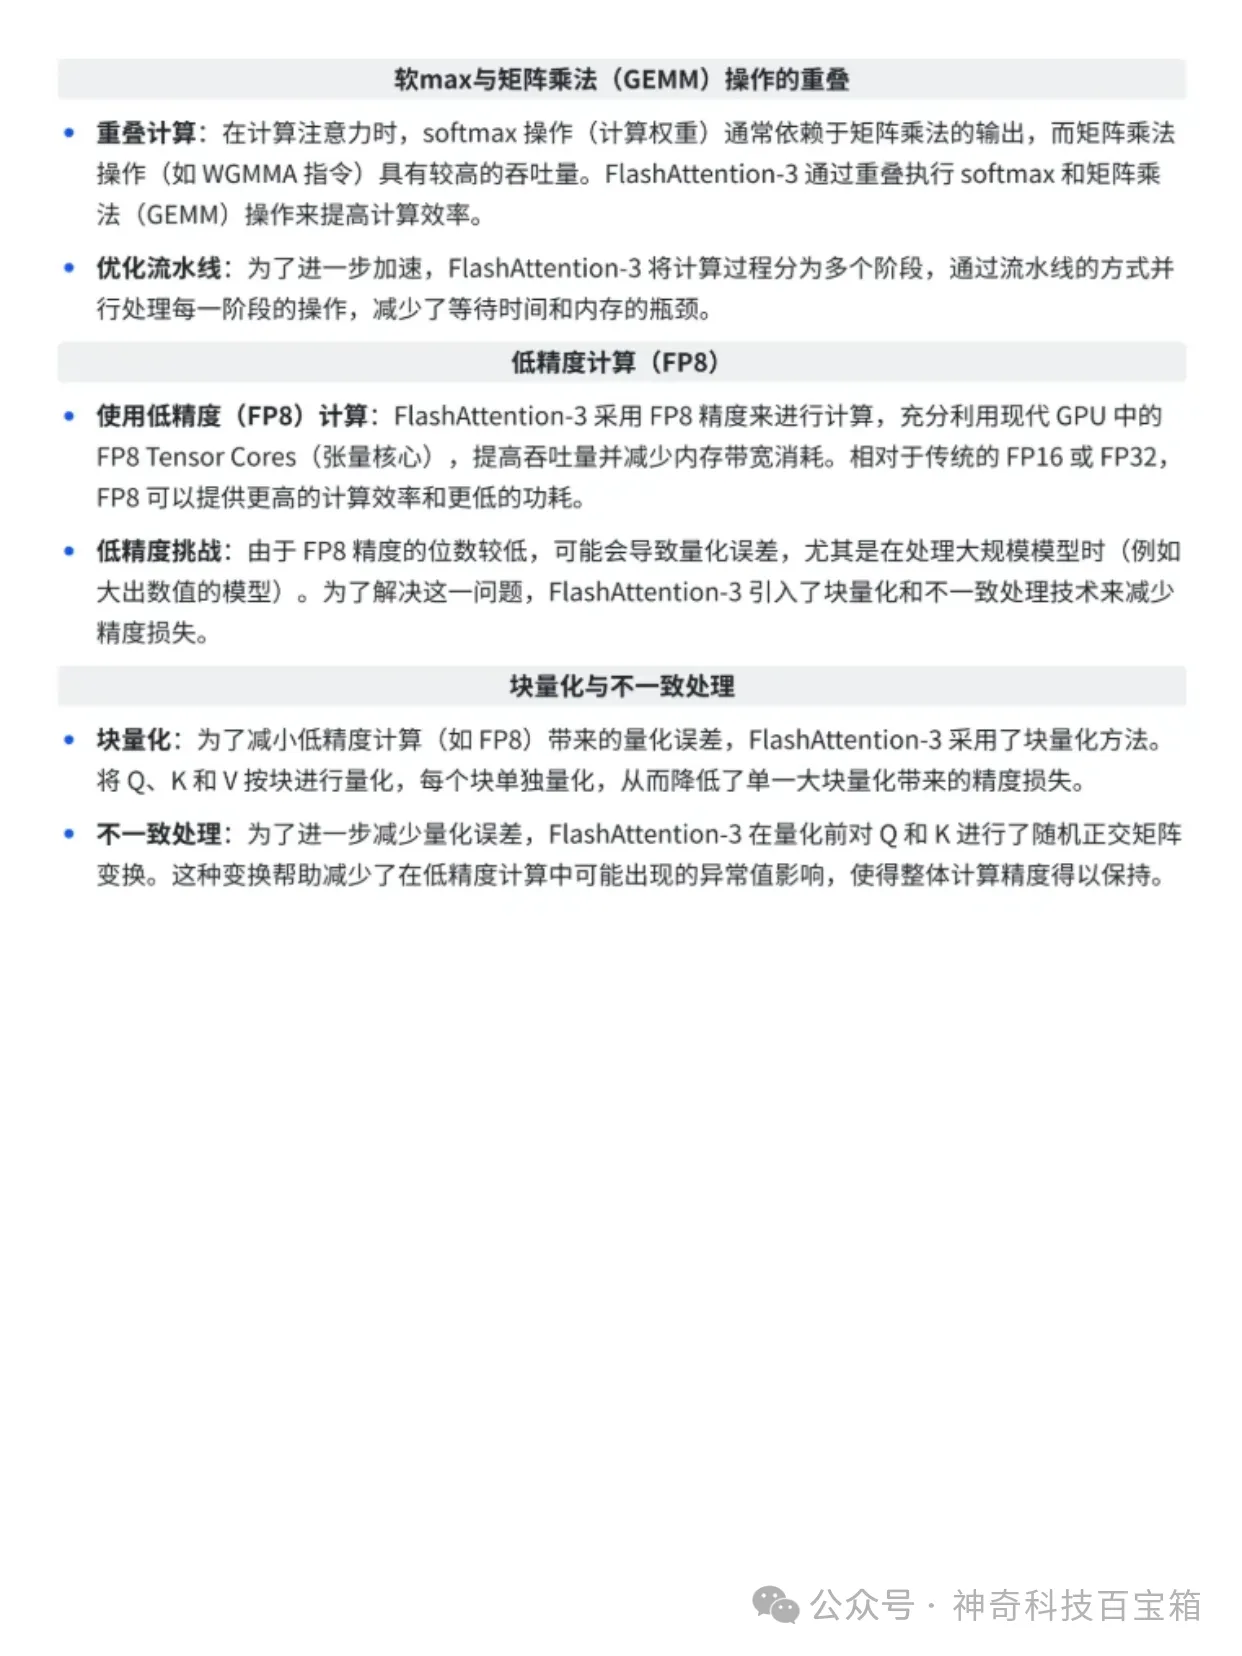 软max与矩阵乘法（GEMM）操作的重叠
重叠计算：在计算注意力时，softmax 操作（计算权重）通常依赖于矩阵乘法的输出，而矩阵乘法
操作（如 WGMMA 指令）具有较高的吞吐量。FlashAttention-3 通过重叠执行 softmax 和矩阵乘
法（GEMM）操作来提高计算效率。
优化流水线：为了进一步加速，FlashAttention-3 将计算过程分为多个阶段，通过流水线的方式并
行处理每一阶段的操作，减少了等待时间和内存的瓶颈。
低精度计算（FP8）
使用低精度（FP8）计算：FlashAttention-3 采用 FP8 精度来进行计算，充分利用现代 GPU 中的
FP8 Tensor Cores（张量核心），提高吞吐量并减少内存带宽消耗。相对于传统的 FP16 或 FP32，
FP8 可以提供更高的计算效率和更低的功耗。
低精度挑战：由于 FP8 精度的位数较低，可能会导致量化误差，尤其是在处理大规模模型时（例如
大出数值的模型）。为了解决这一问题，FlashAttention-3 引入了块量化和不一致处理技术来减少
精度损失。
块量化与不一致处理
块量化：为了减小低精度计算（如 FP8）带来的量化误差，FlashAttention-3 采用了块量化方法。
将 Q、K 和 V 按块进行量化，每个块单独量化，从而降低了单一大块量化带来的精度损失。
不一致处理：为了进一步减少量化误差，FlashAttention-3 在量化前对 Q 和 K 进行了随机正交矩阵
变换。这种变换帮助减少了在低精度计算中可能出现的异常值影响，使得整体计算精度得以保持。
公众号 · 神奇科技百宝箱